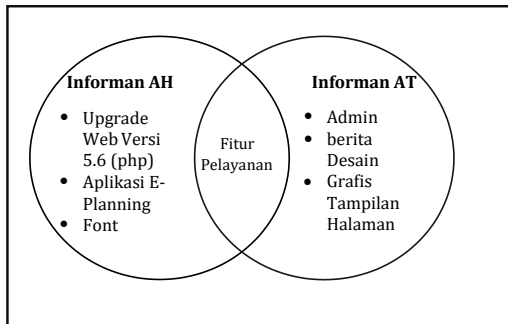 Informan AH
• Upgrade
Web Versi
5.6 (php)
• Aplikasi E-
Planning
• Font
Fitur
Pelayanan
Informan AT
• Admin
• berita
Desain
• Grafis
Tampilan
Halaman